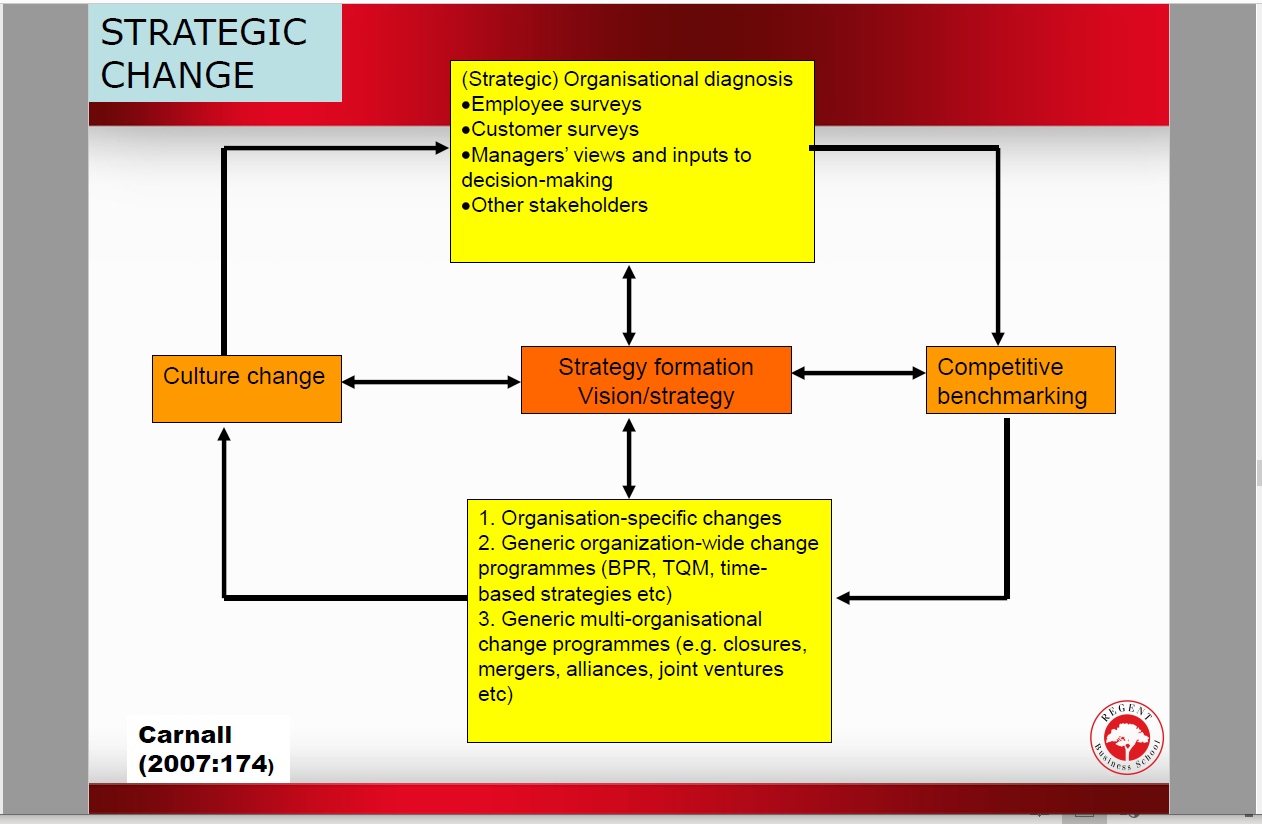 STRATEGIC
CHANGE
(Strategic) Organisational diagnosis
•Employee surveys
•Customer surveys
•Managers’ views and inputs to
decision-making
•Other stakeholders
Culture change
Strategy formation
Vision/strategy
Competitive
benchmarking
1. Organisation-specific changes
2. Generic organization-wide change
programmes (BPR, TQM, time-
based strategies etc)
3. Generic multi-organisational
change programmes (e.g. closures,
mergers, alliances, joint ventures
etc)
Carnall
(2007:174)
REGENT
Business School